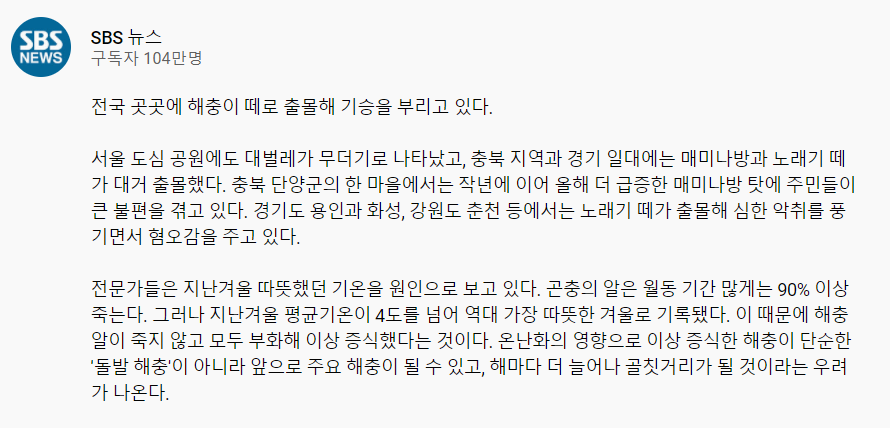 SBS
NEWS
SBS 뉴스
구독자 104만명
전국 곳곳에 해충이 떼로 출몰해 기승을 부리고 있다.
서울 도심 공원에도 대벌레가 무더기로 나타났고, 충북 지역과 경기 일대에는 매미나방과 노래기 떼
가 대거 출몰했다. 충북 단양군의 한 마을에서는 작년에 이어 올해 더 급증한 매미나방 탓에 주민들이
큰 불편을 겪고 있다. 경기도 용인과 화성, 강원도 춘천 등에서는 노래기 떼가 출몰해 심한 악취를 풍
기면서 혐오감을 주고 있다.
전문가들은 지난겨울 따뜻했던 기온을 원인으로 보고 있다. 곤충의 알은 월동 기간 많게는 90% 이상
죽는다. 그러나 지난겨울 평균기온이 4도를 넘어 역대 가장 따뜻한 겨울로 기록됐다. 이 때문에 해충
알이 죽지 않고 모두 부화해 이상 증식했다는 것이다. 온난화의 영향으로 이상 증식한 해충이 단순한
'돌발 해충'이 아니라 앞으로 주요 해충이 될 수 있고, 해마다 더 늘어나 골칫거리가 될 것이라는 우려
가 나온다.